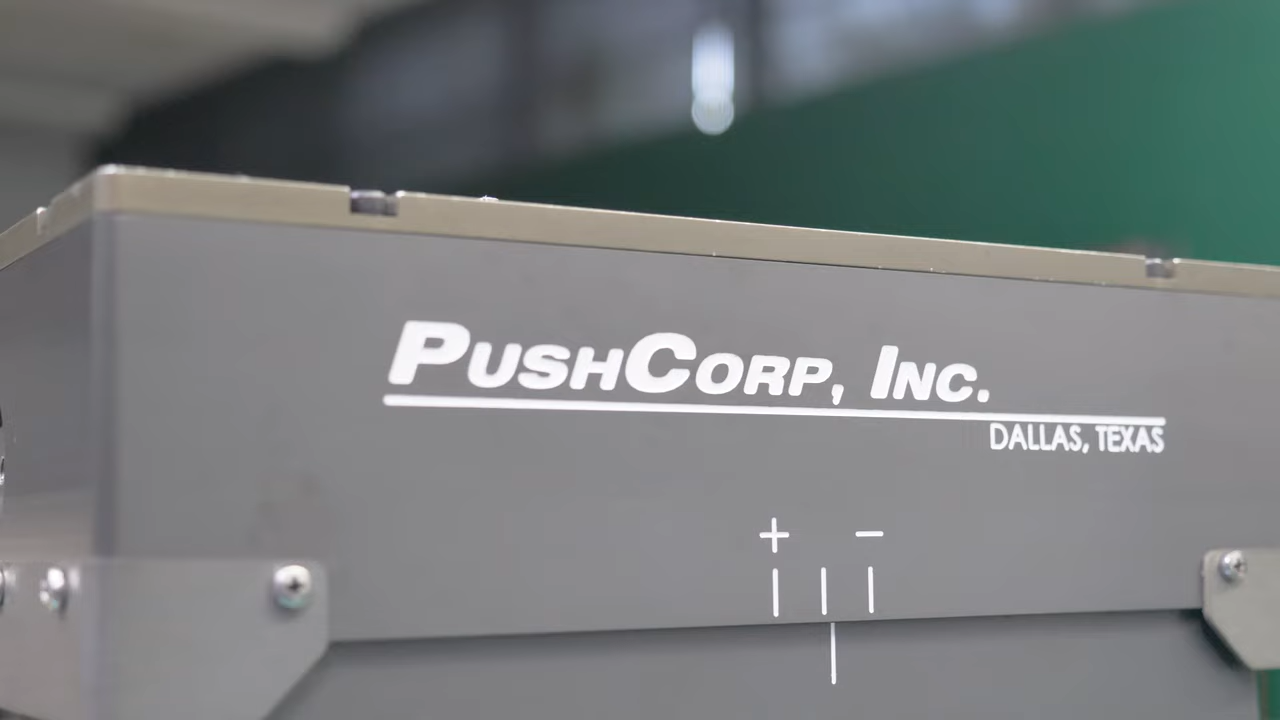 PUSHCORP, INC.
DALLAS, TEXAS
+ −